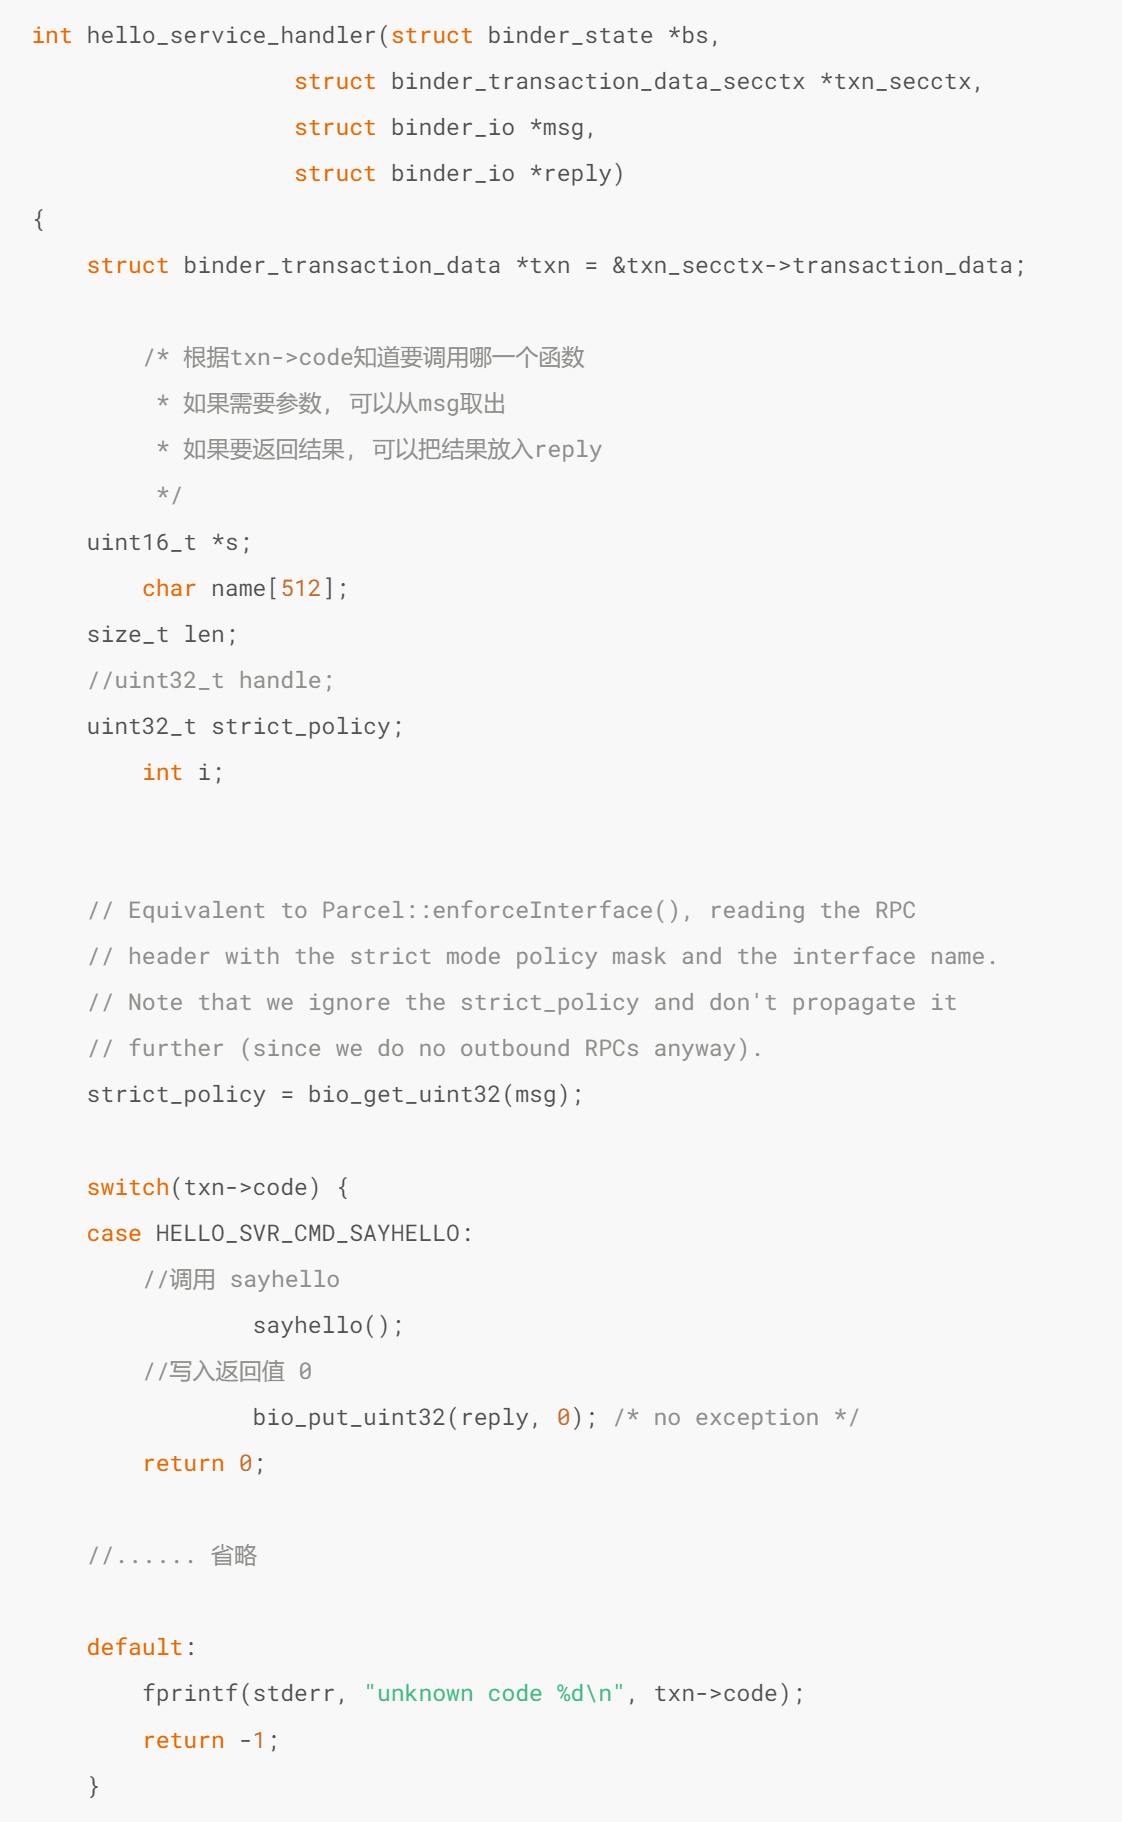 int hello_service_handler(struct binder_state *bs,
                   struct binder_transaction_data_secctx *txn_secctx,
                   struct binder_io *msg,
                   struct binder_io *reply)
{
    struct binder_transaction_data *txn = &txn_secctx->transaction_data;
        /* 根据txn->code知道要调用哪一个函数
         * 如果需要参数, 可以从msg取出
         * 如果要返回结果, 可以把结果放入reply
         */
    uint16_t *s;
        char name[512];
    size_t len;
    //uint32_t handle;
    uint32_t strict_policy;
        int i;
    // Equivalent to Parcel::enforceInterface(), reading the RPC
    // header with the strict mode policy mask and the interface name.
    // Note that we ignore the strict_policy and don't propagate it
    // further (since we do no outbound RPCs anyway).
    strict_policy = bio_get_uint32(msg);
    switch(txn->code) {
    case HELLO_SVR_CMD_SAYHELLO:
        //调用 sayhello
                sayhello();
        //写入返回值 0
                bio_put_uint32(reply, 0); /* no exception */
        return 0;
    //...... 省略
    default:
        fprintf(stderr, "unknown code %d\n", txn->code);
        return -1;
    }